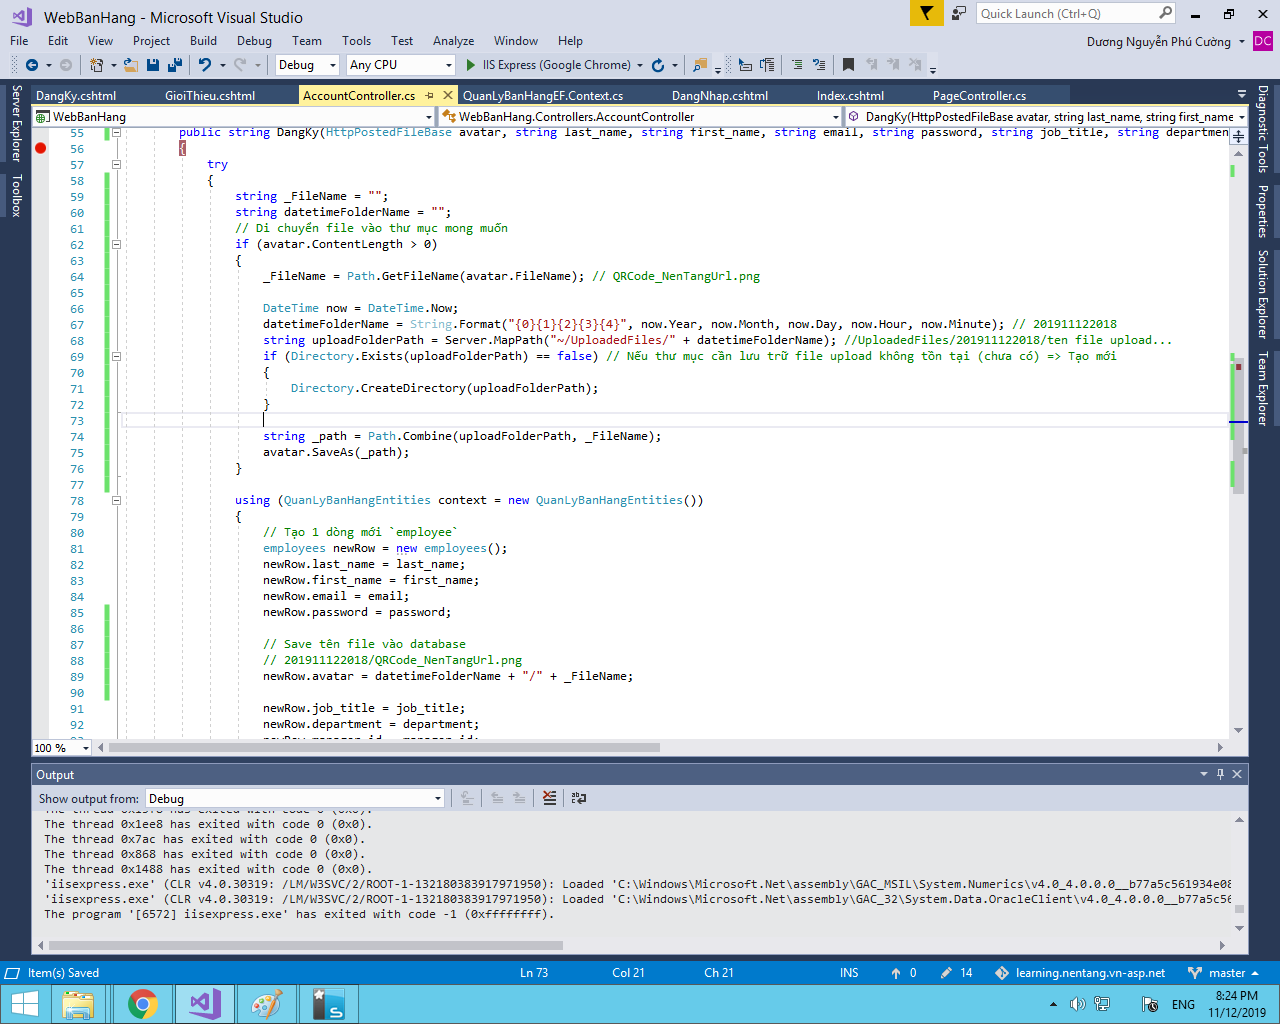 WebBanHang - Microsoft Visual Studio
Quick Launch (Ctrl+Q)
File Edit View Project Build Debug Team Tools Test Analyze Window Help
Dương Nguyễn Phú Cường DC
Debug Any CPU IIS Express (Google Chrome)
DangKy.cshtml GioiThieu.cshtml AccountController.cs QuanLyBanHangEF.Context.cs DangNhap.cshtml Index.cshtml PageController.cs
WebBanHang WebBanHang.Controllers.AccountController DangKy(HttpPostedFileBase avatar, string last_name, string first_name
Server Explorer
Toolbox
Diagnostic Tools
Properties
Solution Explorer
Team Explorer
55 public string DangKy(HttpPostedFileBase avatar, string last_name, string first_name, string email, string password, string job_title, string departmen
56 {
57 try
58 {
59 string _FileName = "";
60 string datetimeFolderName = "";
61 // Di chuyển file vào thư mục mong muốn
62 if (avatar.ContentLength > 0)
63 {
64 _FileName = Path.GetFileName(avatar.FileName); // QRCode_NenTangUrl.png
65
66 DateTime now = DateTime.Now;
67 datetimeFolderName = String.Format("{0}{1}{2}{3}{4}", now.Year, now.Month, now.Day, now.Hour, now.Minute); // 201911122018
68 string uploadFolderPath = Server.MapPath("~/UploadedFiles/" + datetimeFolderName); //UploadedFiles/201911122018/ten file upload...
69 if (Directory.Exists(uploadFolderPath) == false) // Nếu thư mục cần lưu trữ file upload không tồn tại (chưa có) => Tạo mới
70 {
71 Directory.CreateDirectory(uploadFolderPath);
72 }
73
74 string _path = Path.Combine(uploadFolderPath, _FileName);
75 avatar.SaveAs(_path);
76 }
77
78 using (QuanLyBanHangEntities context = new QuanLyBanHangEntities())
79 {
80 // Tạo 1 dòng mới `employee`
81 employees newRow = new employees();
82 newRow.last_name = last_name;
83 newRow.first_name = first_name;
84 newRow.email = email;
85 newRow.password = password;
86
87 // Save tên file vào database
88 // 201911122018/QRCode_NenTangUrl.png
89 newRow.avatar = datetimeFolderName + "/" + _FileName;
90
91 newRow.job_title = job_title;
92 newRow.department = department;
100 %
Output
Show output from: Debug
The thread 0x1ee8 has exited with code 0 (0x0).
The thread 0x7ac has exited with code 0 (0x0).
The thread 0x868 has exited with code 0 (0x0).
The thread 0x1488 has exited with code 0 (0x0).
'iisexpress.exe' (CLR v4.0.30319: /LM/W3SVC/2/ROOT-1-132180383917971950): Loaded 'C:\Windows\Microsoft.Net\assembly\GAC_MSIL\System.Numerics\v4.0_4.0.0.0__b77a5c561934e08
'iisexpress.exe' (CLR v4.0.30319: /LM/W3SVC/2/ROOT-1-132180383917971950): Loaded 'C:\Windows\Microsoft.Net\assembly\GAC_32\System.Data.OracleClient\v4.0_4.0.0.0__b77a5c56
The program '[6572] iisexpress.exe' has exited with code -1 (0xffffffff).
Item(s) Saved Ln 73 Col 21 Ch 21 INS 0 14 learning.nentang.vn-asp.net master
ENG 8:24 PM
11/12/2019